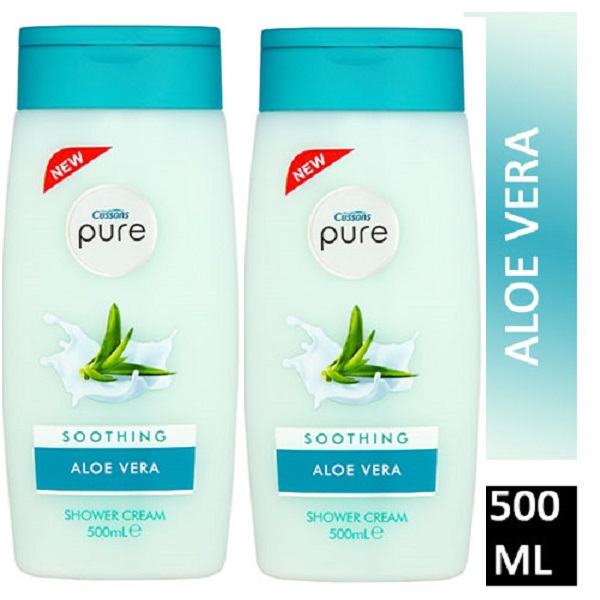 NEW
Cussons
pure
SOOTHING
ALOE VERA
SHOWER CREAM
500mL℮
NEW
Cussons
pure
SOOTHING
ALOE VERA
SHOWER CREAM
500mL℮
ALOE VERA
500
ML